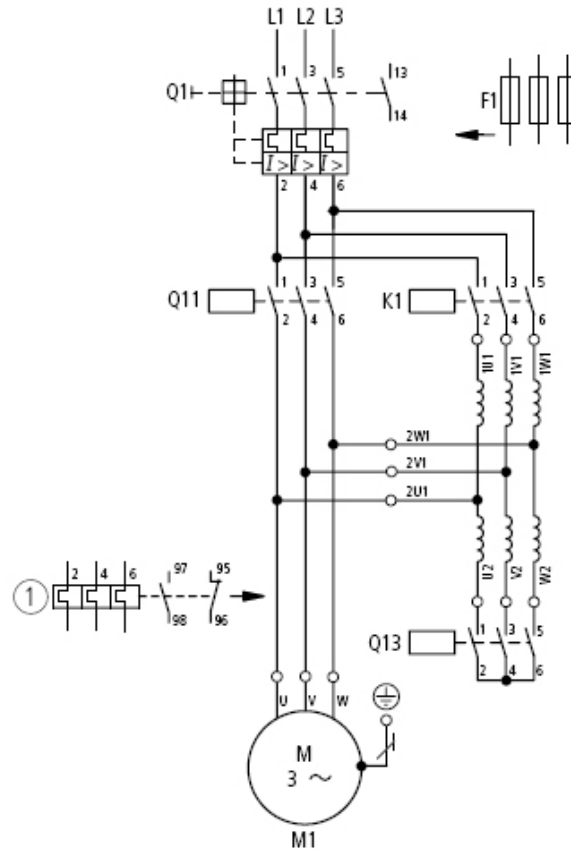 L1 L2 L3
Q1 1 3 5 13
14
F1
I> I> I>
2 4 6
Q11 1 3 5
2 4 6
K1 1 3 5
2 4 6
1U1 1V1 1W1
2W1
2V1
2U1
U2 V2 W2
1 2 4 6 97 95
98 96
Q13 1 3 5
2 4 6
U V W
M
3 ~
M1